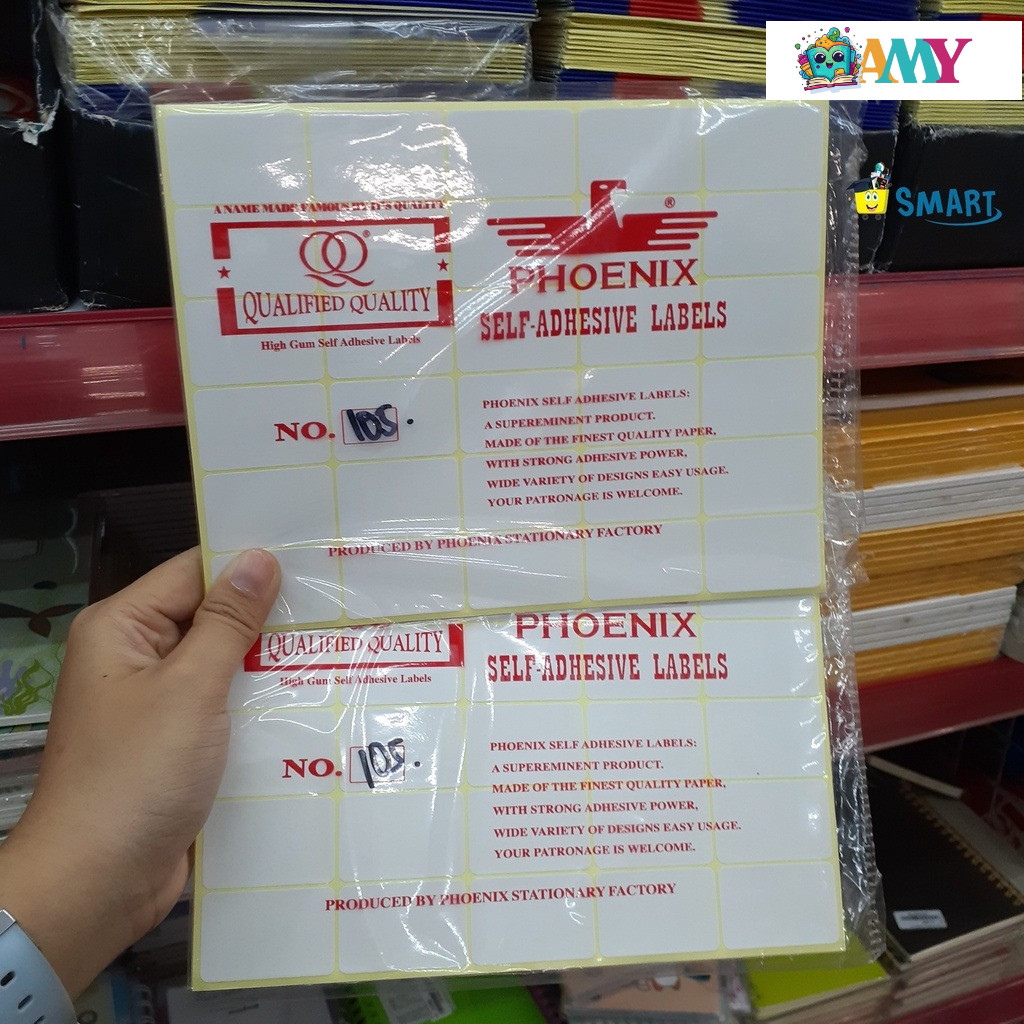 AMY
SMART
A NAME MADE FAMOUS BY IT'S QUALITY
QQ®
QUALIFIED QUALITY
High Gum Self Adhesive Labels
®
PHOENIX
SELF-ADHESIVE LABELS
NO. 105.
PHOENIX SELF ADHESIVE LABELS:
A SUPEREMINENT PRODUCT.
MADE OF THE FINEST QUALITY PAPER,
WITH STRONG ADHESIVE POWER,
WIDE VARIETY OF DESIGNS EASY USAGE.
YOUR PATRONAGE IS WELCOME.
PRODUCED BY PHOENIX STATIONARY FACTORY
QUALIFIED QUALITY
High Gum Self Adhesive Labels
PHOENIX
SELF-ADHESIVE LABELS
NO. 105.
PHOENIX SELF ADHESIVE LABELS:
A SUPEREMINENT PRODUCT.
MADE OF THE FINEST QUALITY PAPER,
WITH STRONG ADHESIVE POWER,
WIDE VARIETY OF DESIGNS EASY USAGE.
YOUR PATRONAGE IS WELCOME.
PRODUCED BY PHOENIX STATIONARY FACTORY